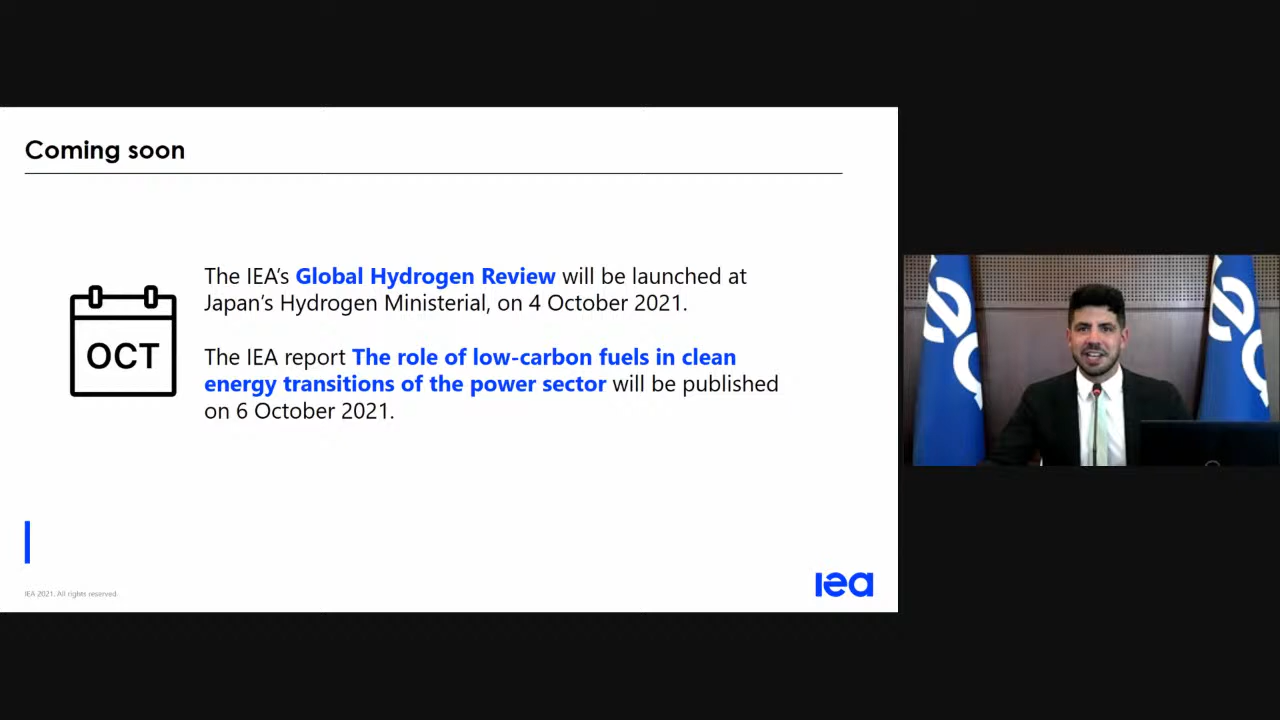 Coming soon
OCT
The IEA’s Global Hydrogen Review will be launched at
Japan’s Hydrogen Ministerial, on 4 October 2021.
The IEA report The role of low-carbon fuels in clean
energy transitions of the power sector will be published
on 6 October 2021.
IEA 2021. All rights reserved.
iea